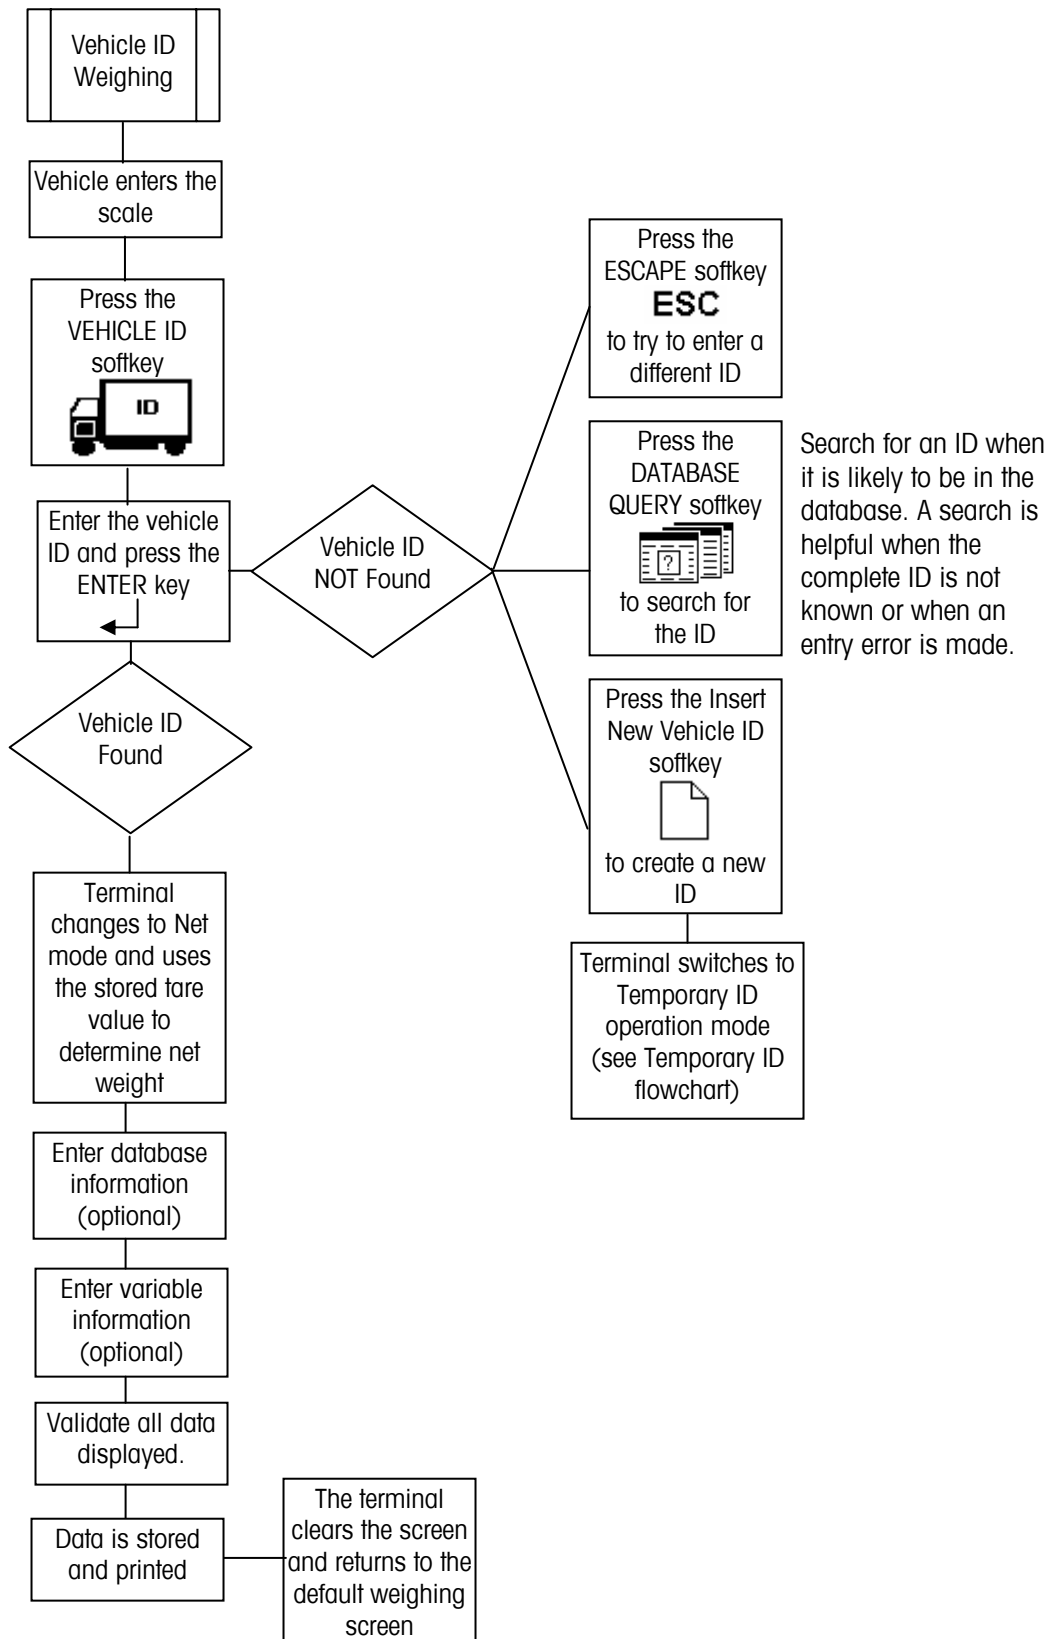 Vehicle ID
Weighing
Vehicle enters the
scale
Press the
VEHICLE ID
softkey
ID
Enter the vehicle
ID and press the
ENTER key
Vehicle ID
NOT Found
Press the
ESCAPE softkey
ESC
to try to enter a
different ID
Press the
DATABASE
QUERY softkey
?
to search for
the ID
Search for an ID when
it is likely to be in the
database. A search is
helpful when the
complete ID is not
known or when an
entry error is made.
Press the Insert
New Vehicle ID
softkey
to create a new
ID
Terminal switches to
Temporary ID
operation mode
(see Temporary ID
flowchart)
Vehicle ID
Found
Terminal
changes to Net
mode and uses
the stored tare
value to
determine net
weight
Enter database
information
(optional)
Enter variable
information
(optional)
Validate all data
displayed.
Data is stored
and printed
The terminal
clears the screen
and returns to the
default weighing
screen